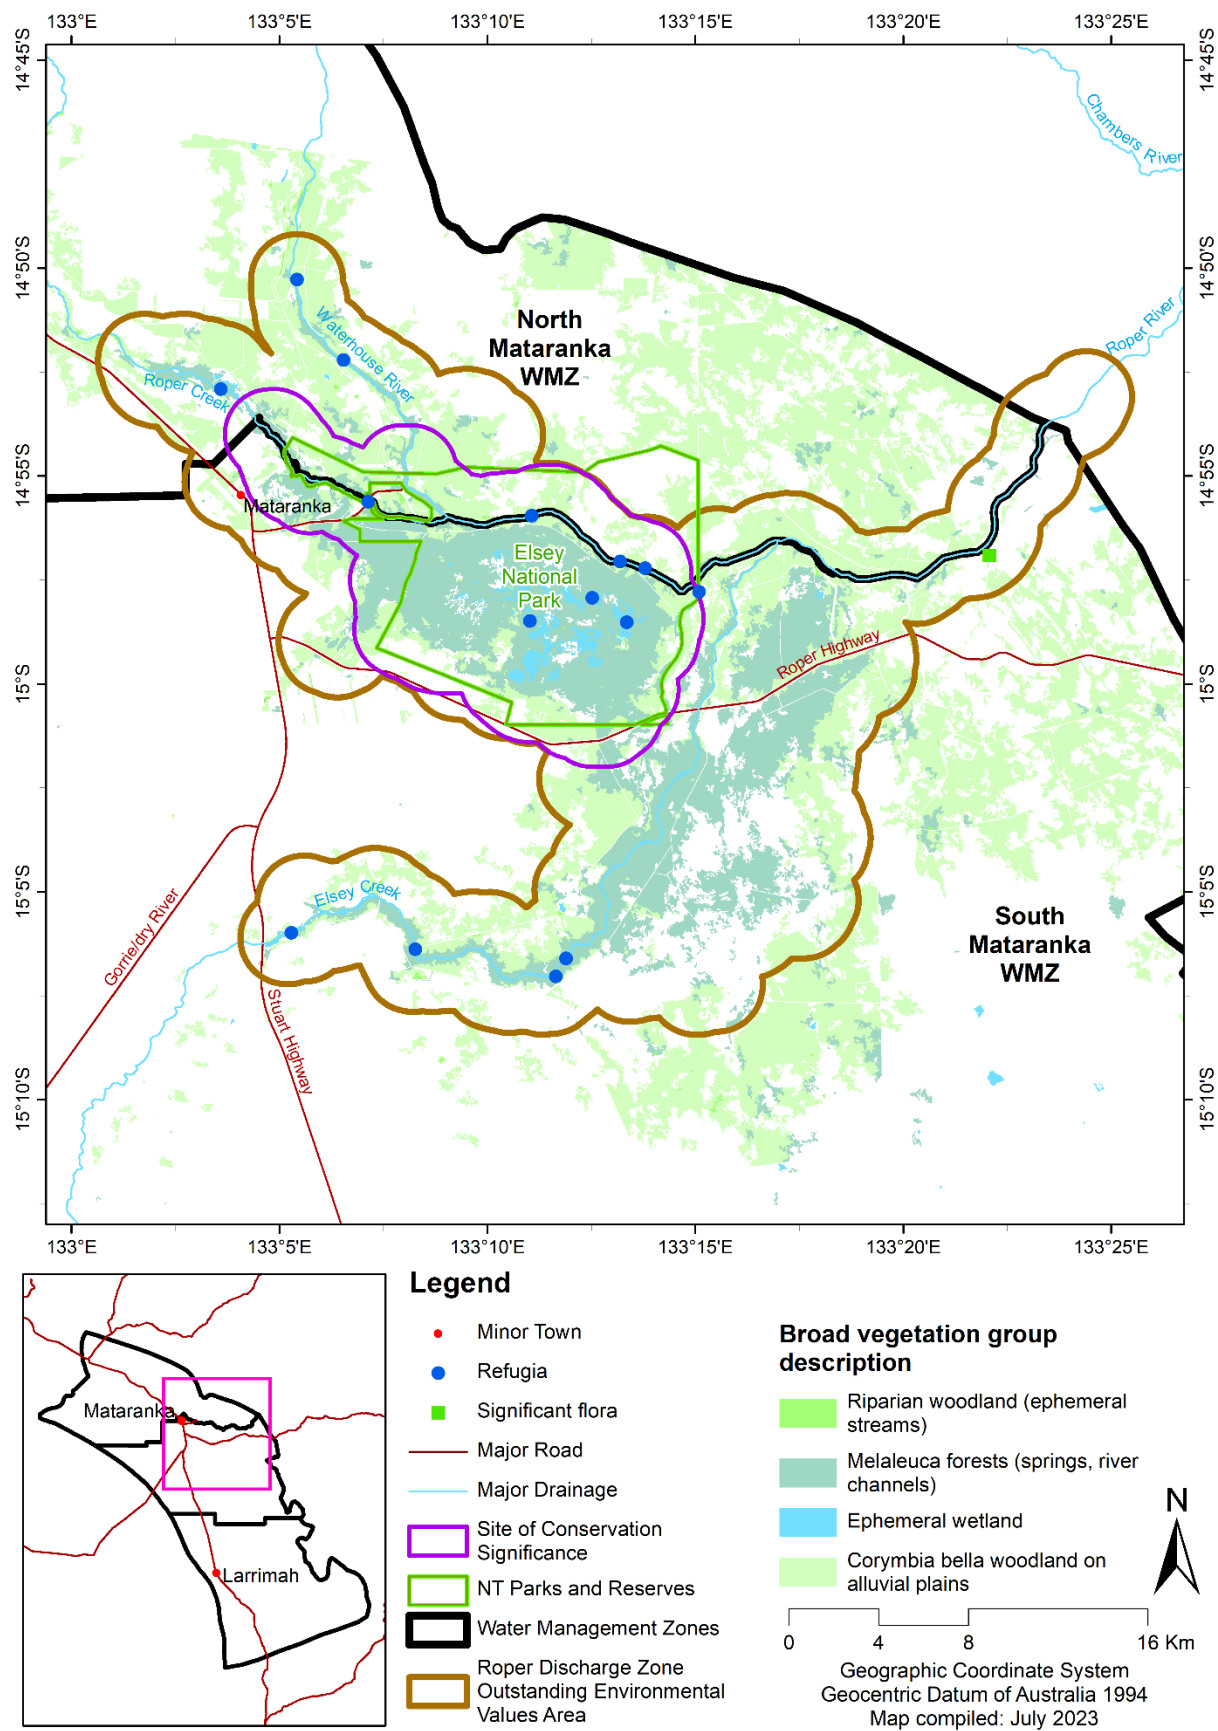 133°E
133°5'E
133°10'E
133°15'E
133°20'E
133°25'E
14°45'S
14°45'S
Chambers River
14°50'S
14°50'S
Waterhouse River
North
Mataranka
WMZ
Roper River
Roper Creek
14°55'S
14°55'S
Mataranka
Elsey
National
Park
Roper Highway
15°S
15°S
15°5'S
15°5'S
Elsey Creek
South
Mataranka
WMZ
Gorrie/dry River
Stuart Highway
15°10'S
15°10'S
133°E
133°5'E
133°10'E
133°15'E
133°20'E
133°25'E
Mataranka
Larrimah
Legend
Minor Town
Refugia
Significant flora
Major Road
Major Drainage
Site of Conservation
Significance
NT Parks and Reserves
Water Management Zones
Roper Discharge Zone
Outstanding Environmental
Values Area
Broad vegetation group
description
Riparian woodland (ephemeral
streams)
Melaleuca forests (springs, river
channels)
Ephemeral wetland
Corymbia bella woodland on
alluvial plains
N
0 4 8 16 Km
Geographic Coordinate System
Geocentric Datum of Australia 1994
Map compiled: July 2023